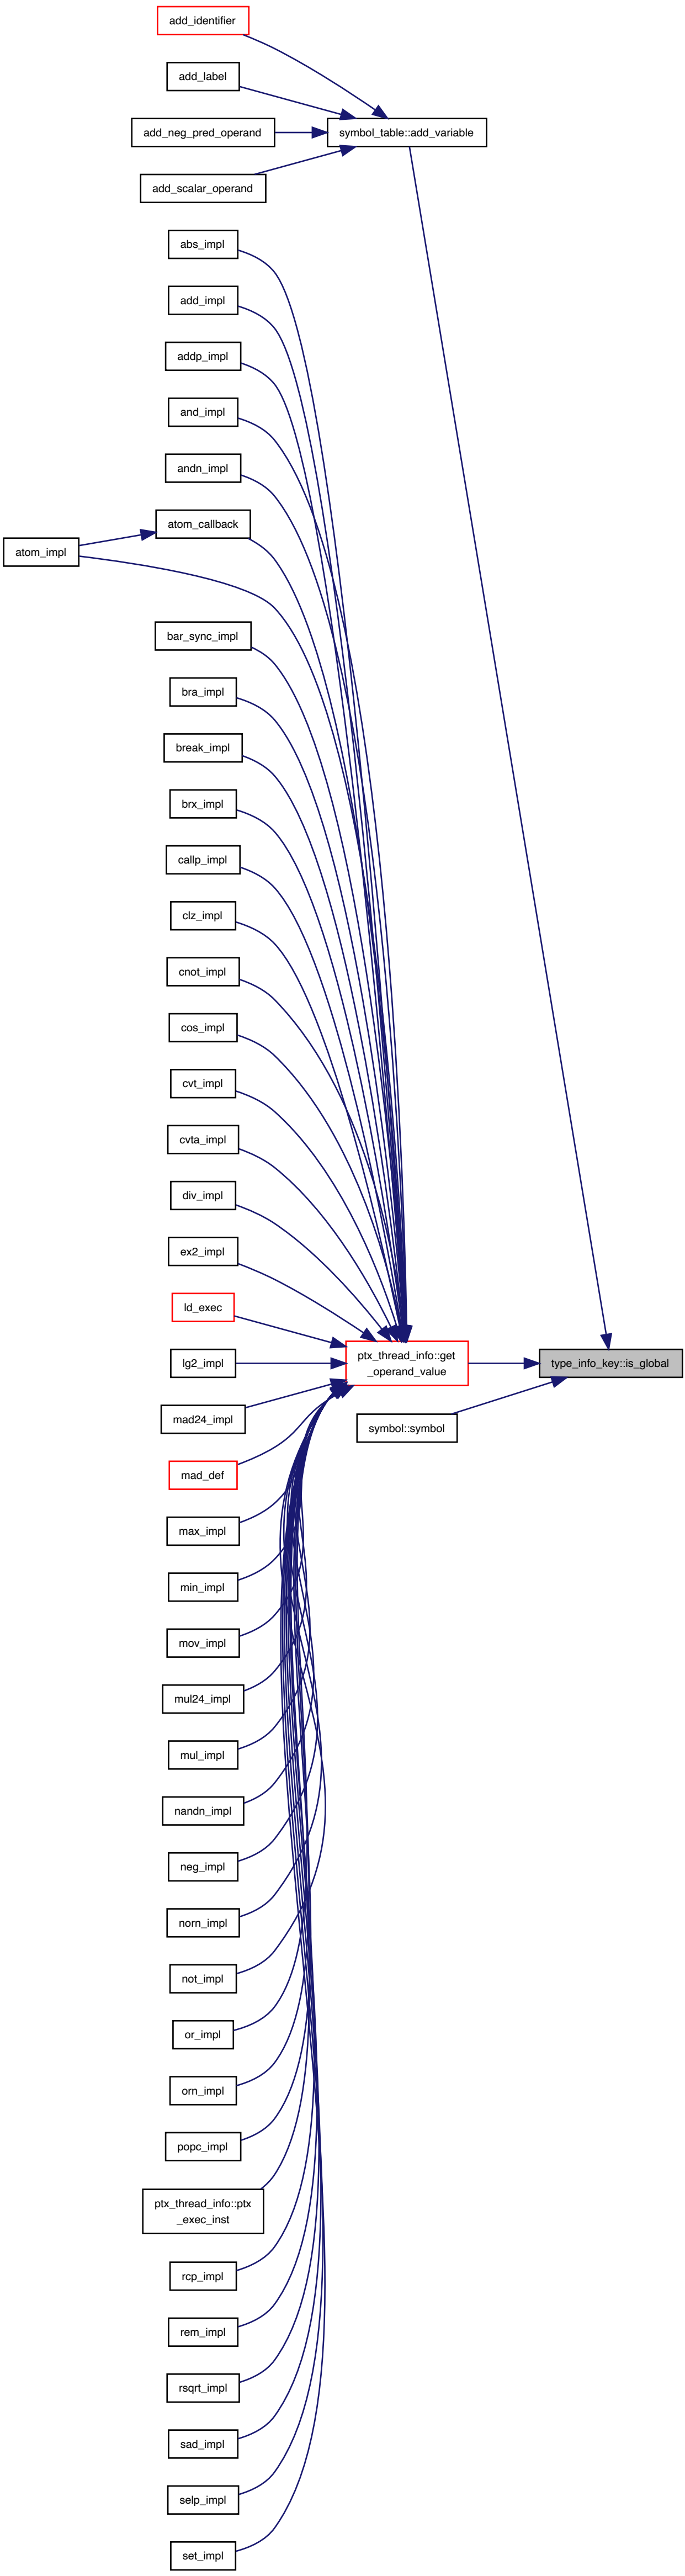 add_identifier
add_label
add_neg_pred_operand
symbol_table::add_variable
add_scalar_operand
abs_impl
add_impl
addp_impl
and_impl
andn_impl
atom_callback
atom_impl
bar_sync_impl
bra_impl
break_impl
brx_impl
callp_impl
clz_impl
cnot_impl
cos_impl
cvt_impl
cvta_impl
div_impl
ex2_impl
ld_exec
lg2_impl
ptx_thread_info::get
_operand_value
type_info_key::is_global
mad24_impl
symbol::symbol
mad_def
max_impl
min_impl
mov_impl
mul24_impl
mul_impl
nandn_impl
neg_impl
norn_impl
not_impl
or_impl
orn_impl
popc_impl
ptx_thread_info::ptx
_exec_inst
rcp_impl
rem_impl
rsqrt_impl
sad_impl
selp_impl
set_impl